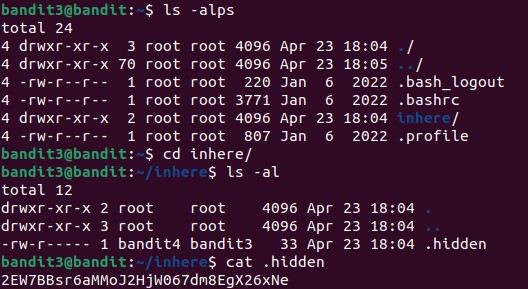 bandit3@bandit:~$ ls -alps
total 24
4 drwxr-xr-x  3 root root 4096 Apr 23 18:04 ./
4 drwxr-xr-x 70 root root 4096 Apr 23 18:05 ../
4 -rw-r--r--  1 root root  220 Jan  6  2022 .bash_logout
4 -rw-r--r--  1 root root 3771 Jan  6  2022 .bashrc
4 drwxr-xr-x  2 root root 4096 Apr 23 18:04 inhere/
4 -rw-r--r--  1 root root  807 Jan  6  2022 .profile
bandit3@bandit:~$ cd inhere/
bandit3@bandit:~/inhere$ ls -al
total 12
drwxr-xr-x 2 root    root    4096 Apr 23 18:04 .
drwxr-xr-x 3 root    root    4096 Apr 23 18:04 ..
-rw-r----- 1 bandit4 bandit3   33 Apr 23 18:04 .hidden
bandit3@bandit:~/inhere$ cat .hidden
2EW7BBsr6aMMoJ2HjW067dm8EgX26xNe